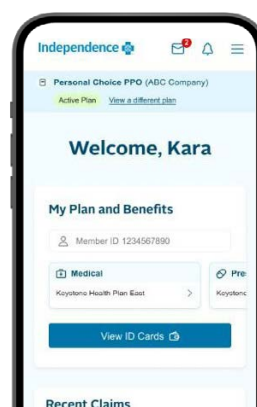 Independence
2
Personal Choice PPO (ABC Company)
Active Plan View a different plan
Welcome, Kara
My Plan and Benefits
Member ID 1234567890
Medical
Pre
Keystone Health Plan East
Keystone
View ID Cards
Recent Claims